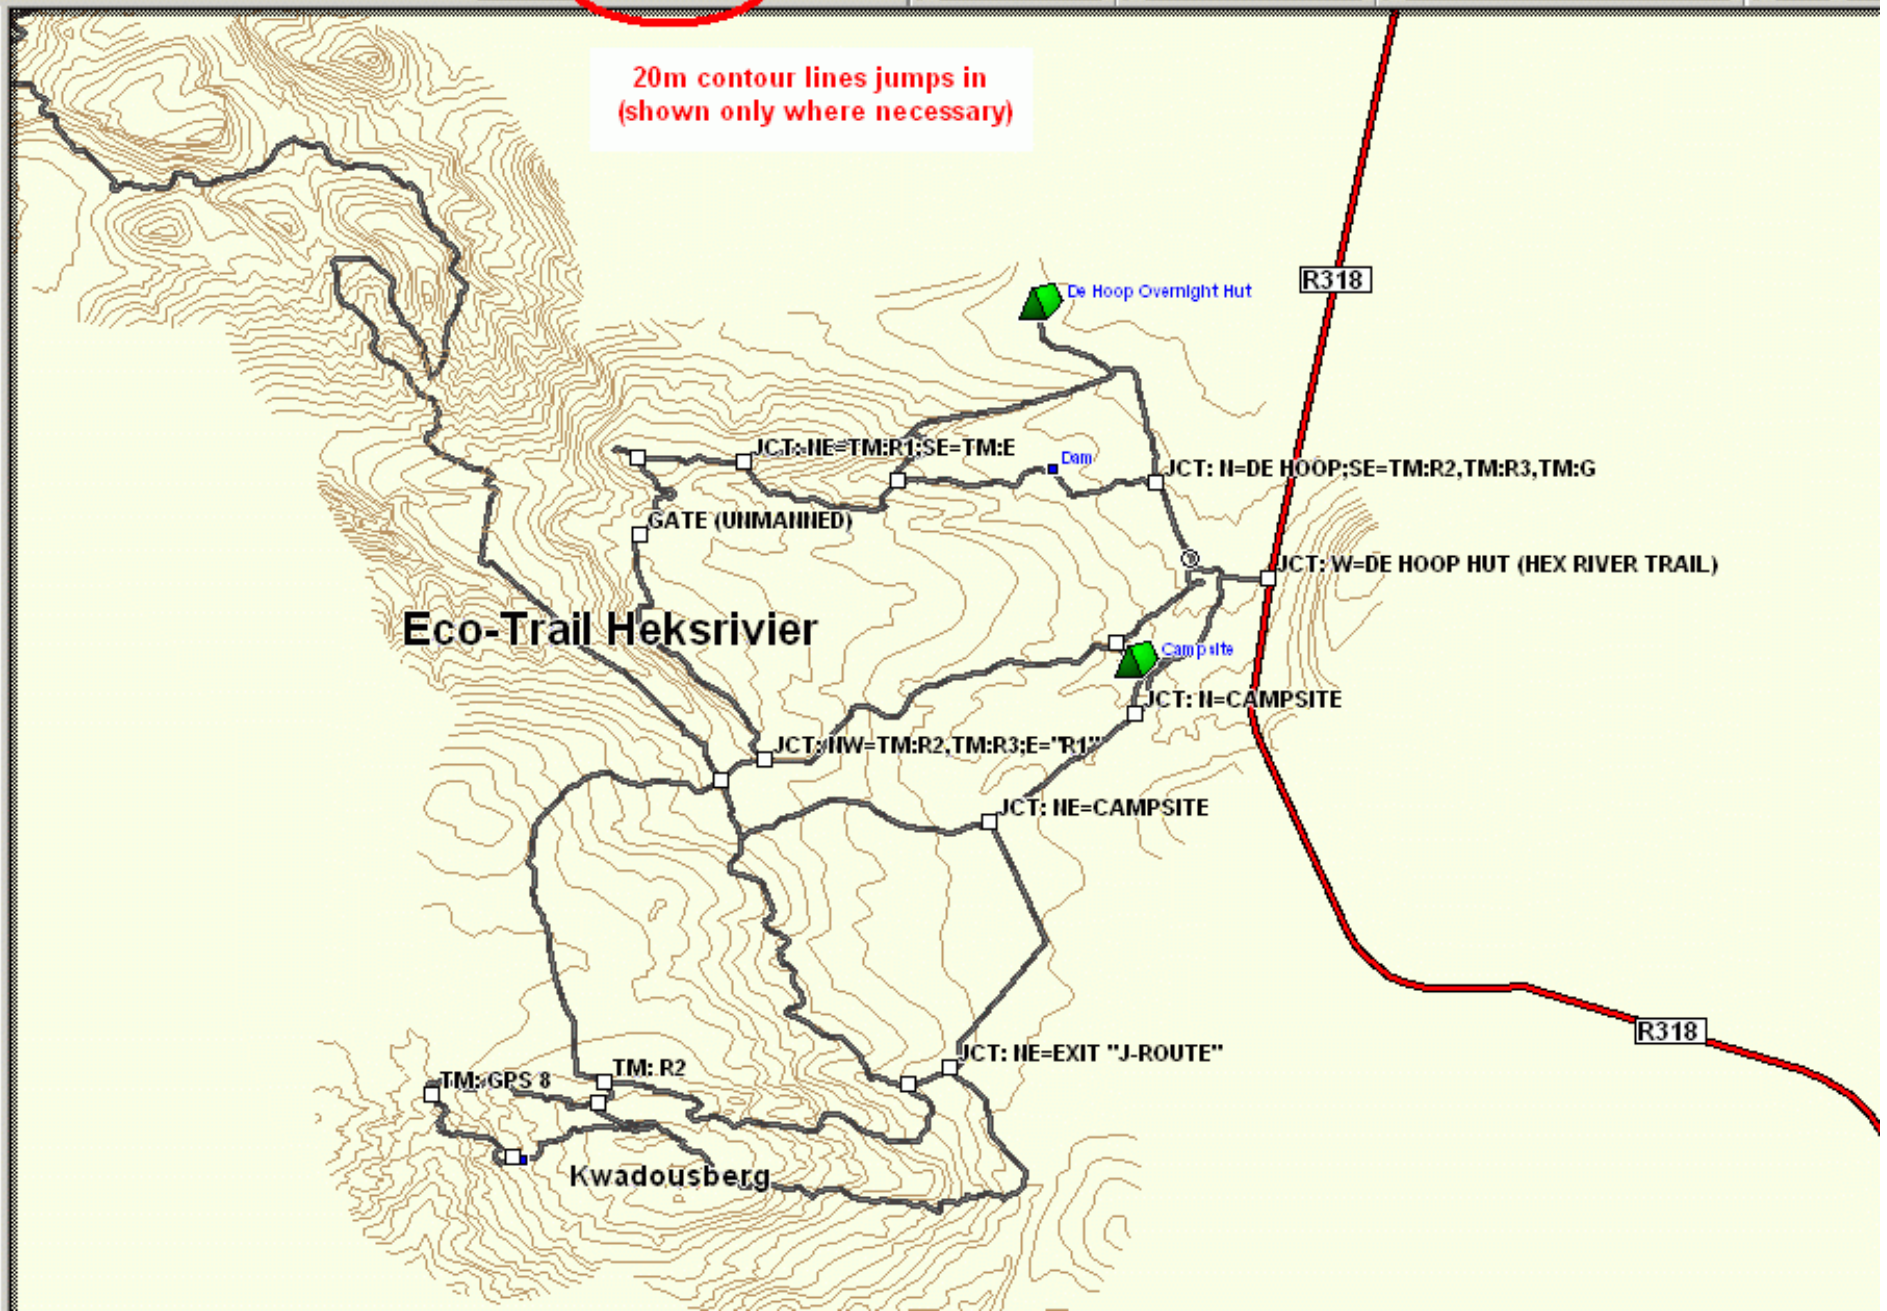 20m contour lines jumps in
(shown only where necessary)
R318
De Hoop Overnight Hut
JCT: NE=TM:R1;SE=TM:E
Dam
JCT: N=DE HOOP;SE=TM:R2,TM:R3,TM:G
GATE (UNMANNED)
JCT: W=DE HOOP HUT (HEX RIVER TRAIL)
Eco-Trail Heksrivier
Campsite
JCT: N=CAMPSITE
JCT: NW=TM:R2,TM:R3;E="R1"
JCT: NE=CAMPSITE
R318
JCT: NE=EXIT "J-ROUTE"
TM: R2
TM: GPS 8
Kwadousberg